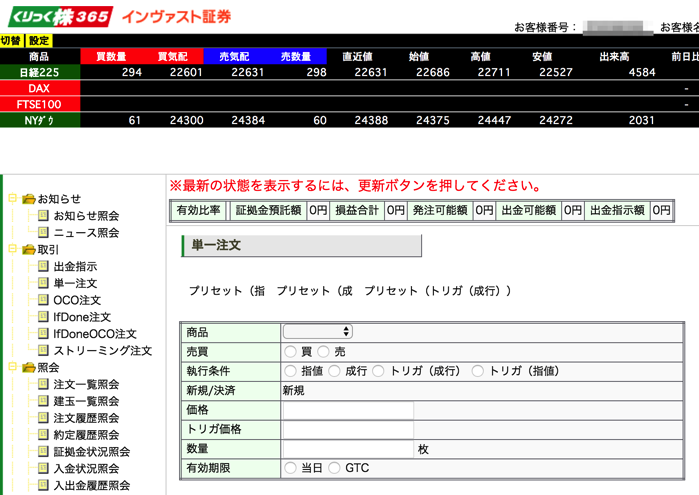 くりっく株365 インヴァスト証券
お客様番号： お客様名
切替 設定
商品 買数量 買気配 売気配 売数量 直近値 始値 高値 安値 出来高 前日比
日経225 294 22601 22631 298 22631 22686 22711 22527 4584
DAX -
FTSE100 -
NYﾀﾞｳ 61 24300 24384 60 24388 24375 24447 24272 2031 -
お知らせ
お知らせ照会
ニュース照会
取引
出金指示
単一注文
OCO注文
IfDone注文
IfDoneOCO注文
ストリーミング注文
照会
注文一覧照会
建玉一覧照会
注文履歴照会
約定履歴照会
証拠金状況照会
入金状況照会
入出金履歴照会
※最新の状態を表示するには、更新ボタンを押してください。
有効比率 証拠金預託額 0円 損益合計 0円 発注可能額 0円 出金可能額 0円 出金指示額 0円
単一注文
プリセット（指 プリセット（成 プリセット（トリガ（成行））
商品
売買 買 売
執行条件 指値 成行 トリガ（成行） トリガ（指値）
新規/決済 新規
価格
トリガ価格
数量 枚
有効期限 当日 GTC